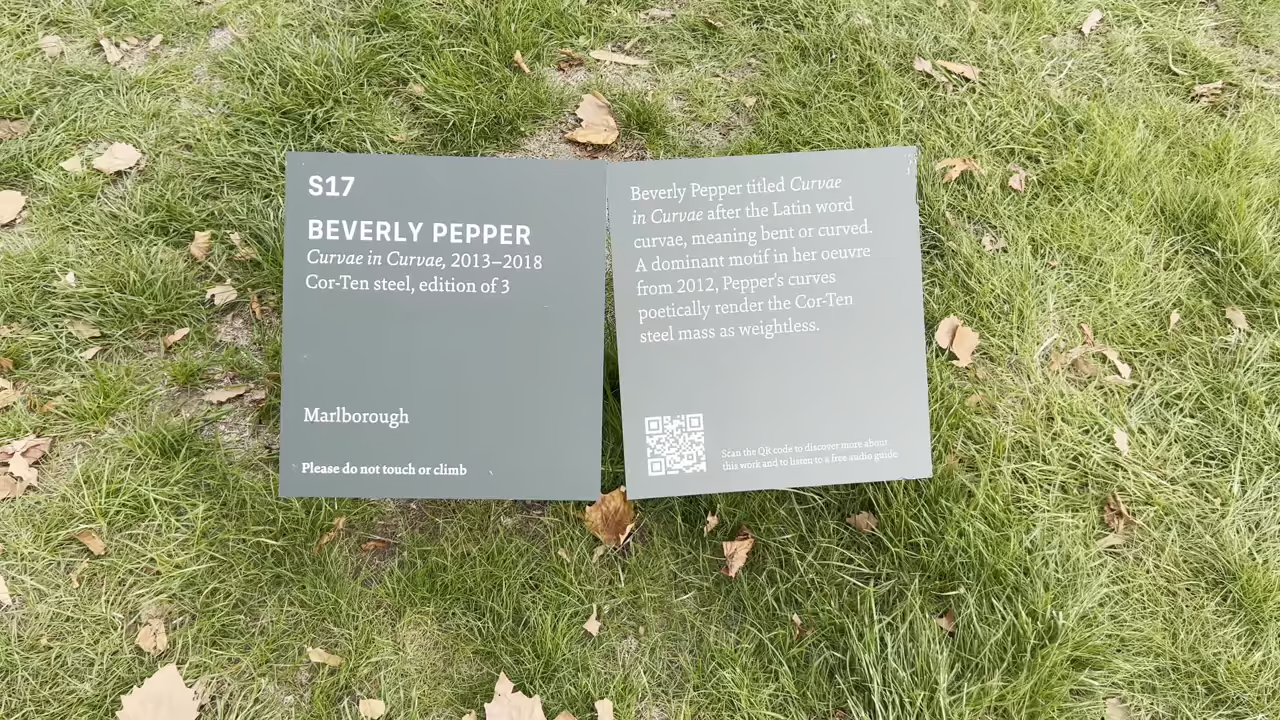 S17
BEVERLY PEPPER
Curvae in Curvae, 2013–2018
Cor-Ten steel, edition of 3
Marlborough
Please do not touch or climb
Beverly Pepper titled Curvae
in Curvae after the Latin word
curvae, meaning bent or curved.
A dominant motif in her oeuvre
from 2012, Pepper's curves
poetically render the Cor-Ten
steel mass as weightless.
Scan the QR code to discover more about
this work and to listen to a free audio guide